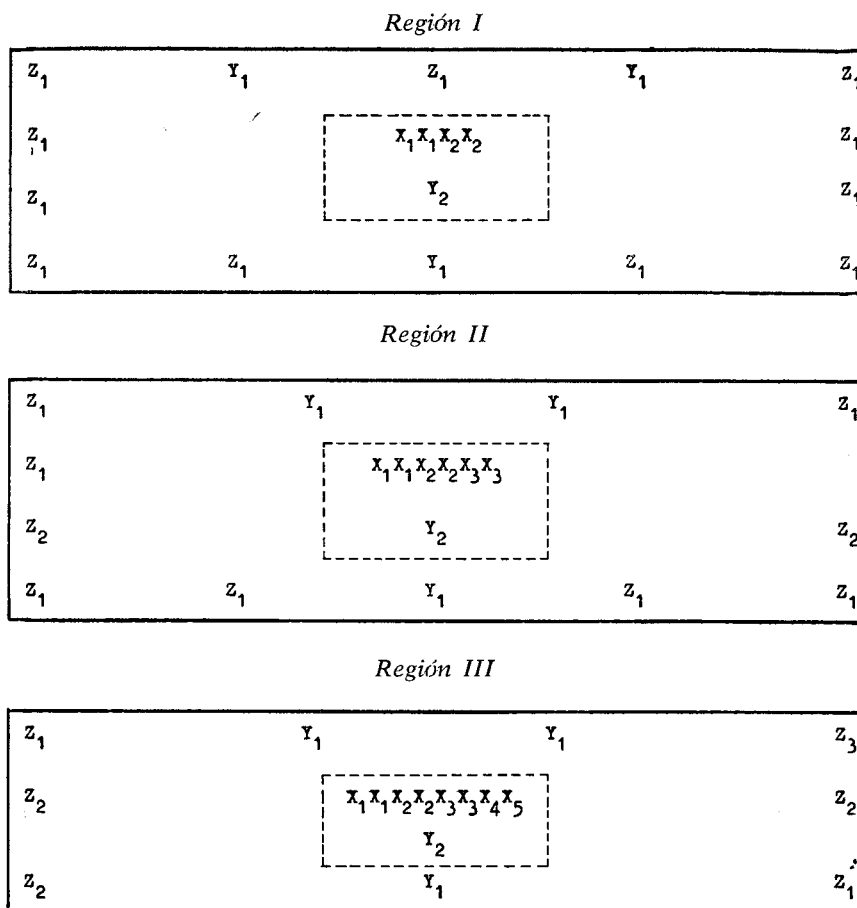 Región I
Z₁ Y₁ Z₁ Y₁ Z₁
Z₁ X₁X₁X₂X₂ Z₁
Z₁ Y₂ Z₁
Z₁ Z₁ Y₁ Z₁ Z₁
Región II
Z₁ Y₁ Y₁ Z₁
Z₁ X₁X₁X₂X₂X₃X₃
Z₂ Y₂ Z₂
Z₁ Z₁ Y₁ Z₁ Z₁
Región III
Z₁ Y₁ Y₁ Z₃
Z₂ X₁X₁X₂X₂X₃X₃X₄X₅ Z₂
Y₂
Z₂ Y₁ Z₁